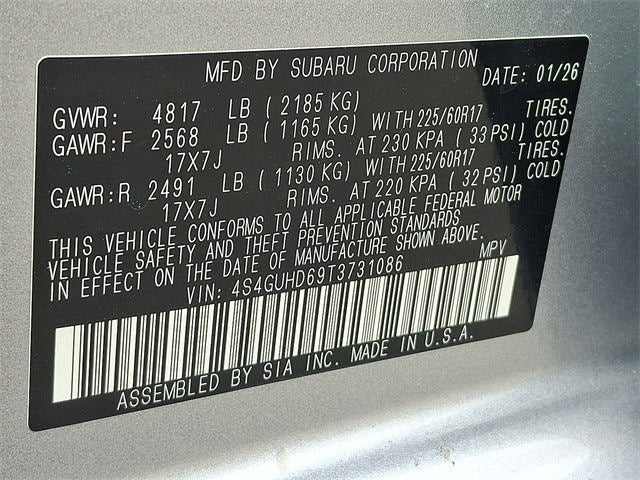 MFD BY SUBARU CORPORATION DATE: 01/26
GVWR: 4817 LB ( 2185 KG)
GAWR:F 2568 LB ( 1165 KG) WITH 225/60R17 TIRES.
17X7J RIMS. AT 230 KPA ( 33 PSI) COLD
GAWR:R 2491 LB ( 1130 KG) WITH 225/60R17 TIRES.
17X7J RIMS. AT 220 KPA ( 32 PSI) COLD
THIS VEHICLE CONFORMS TO ALL APPLICABLE FEDERAL MOTOR
VEHICLE SAFETY AND THEFT PREVENTION STANDARDS
IN EFFECT ON THE DATE OF MANUFACTURE SHOWN ABOVE.
VIN: 4S4GUHD69T3731086 MPV
ASSEMBLED BY SIA INC. MADE IN U.S.A.